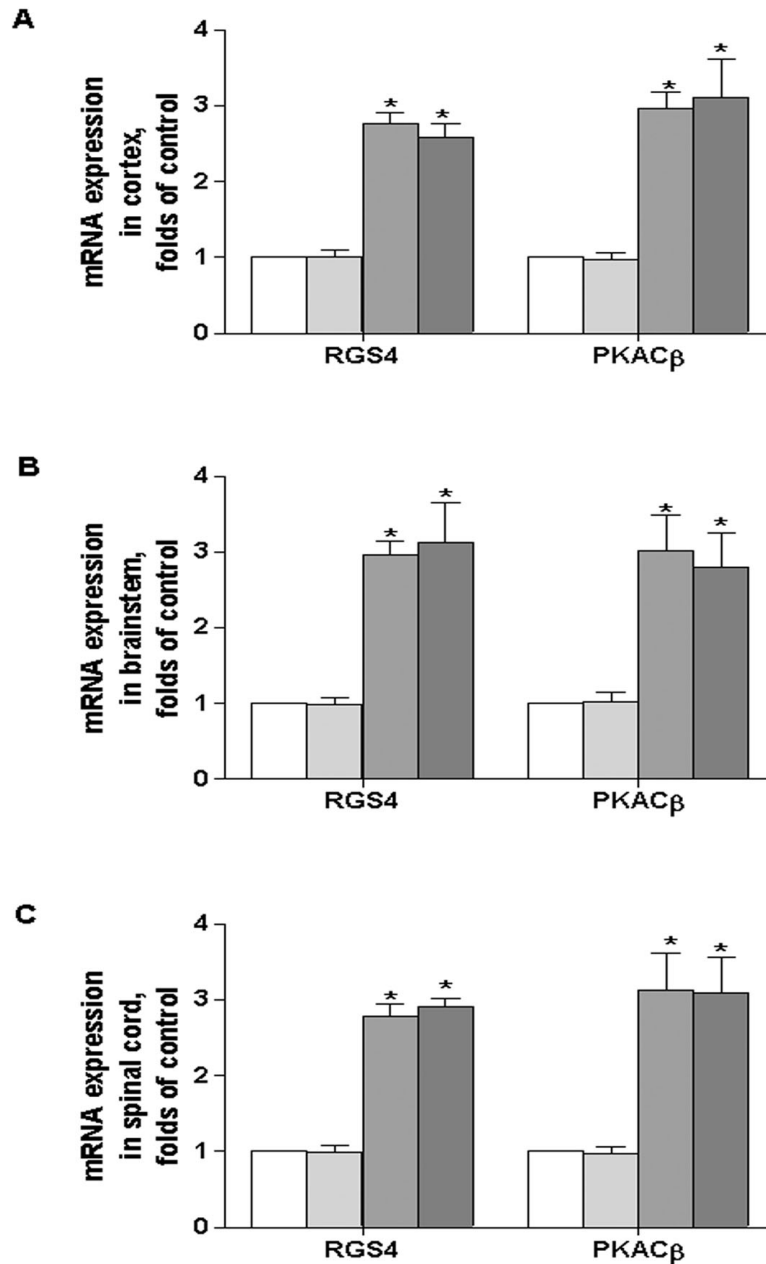 A
mRNA expression
in cortex,
folds of control
4
3
2
1
0
* * * *
RGS4 PKACβ
B
mRNA expression
in brainstem,
folds of control
4
3
2
1
0
* * * *
RGS4 PKACβ
C
mRNA expression
in spinal cord,
folds of control
4
3
2
1
0
* * * *
RGS4 PKACβ